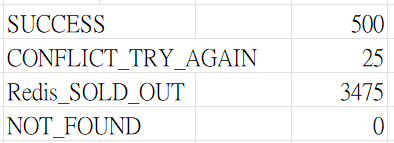 SUCCESS 500
CONFLICT_TRY_AGAIN 25
Redis_SOLD_OUT 3475
NOT_FOUND 0